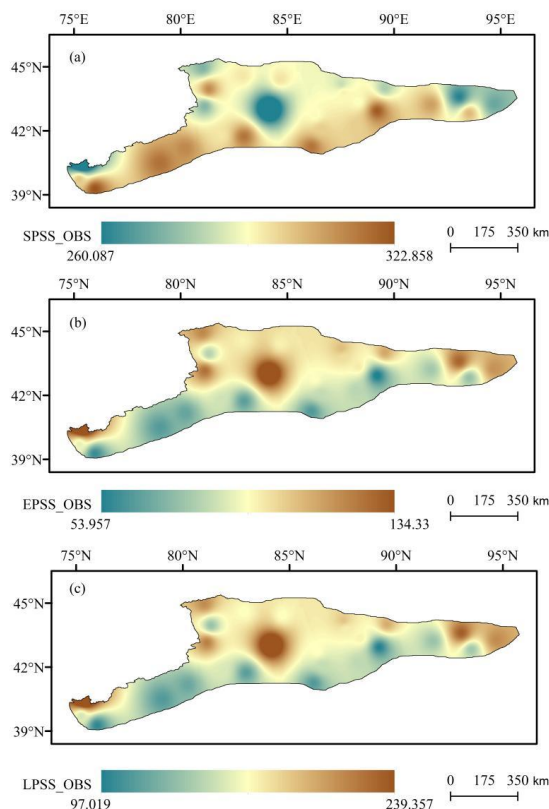 75°E 80°N 85°N 90°N 95°N
(a)
45°N
42°N
39°N
SPSS_OBS
260.087 322.858
0 175 350 km
75°N 80°N 85°N 90°N 95°N
(b)
45°N
42°N
39°N
EPSS_OBS
53.957 134.33
0 175 350 km
75°N 80°N 85°N 90°N 95°N
(c)
45°N
42°N
39°N
LPSS_OBS
97.019 239.357
0 175 350 km